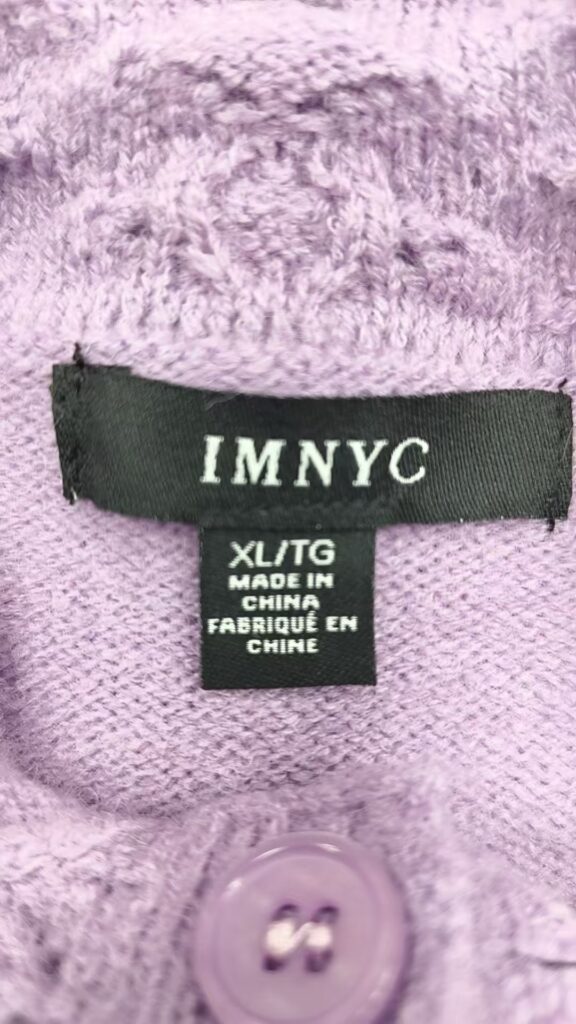 IMNYC
XL/TG
MADE IN
CHINA
FABRIQUÉ EN
CHINE